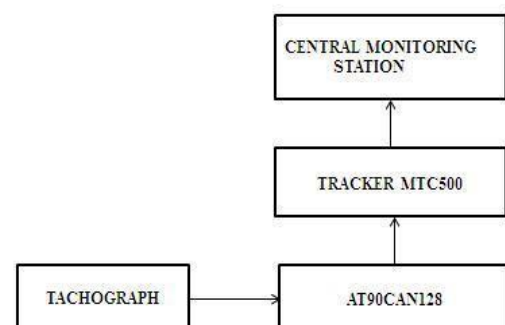 CENTRAL MONITORING
STATION
TRACKER MTC500
TACHOGRAPH
AT90CAN128